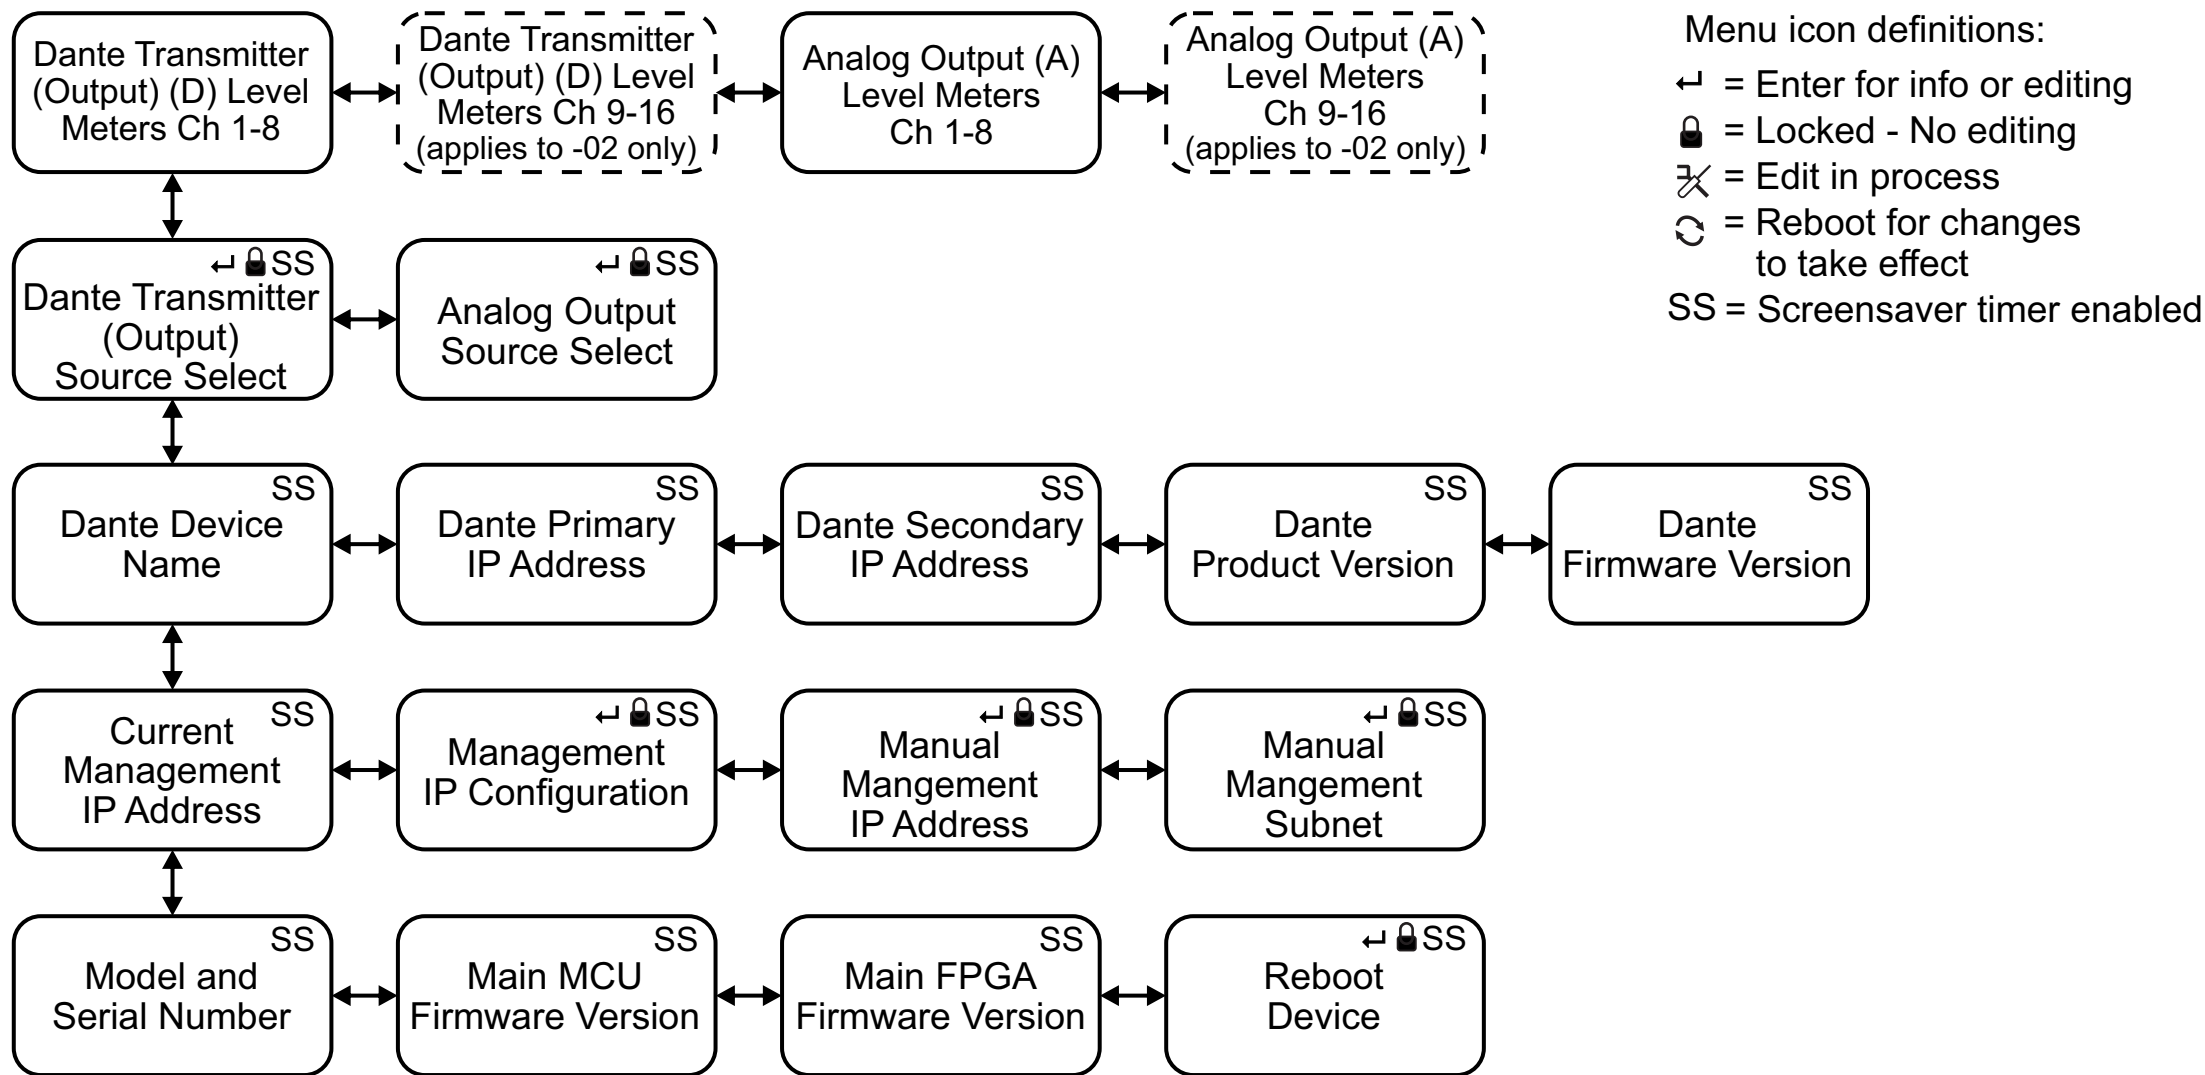 Dante Transmitter
(Output) (D) Level
Meters Ch 1-8
Dante Transmitter
(Output) (D) Level
Meters Ch 9-16
(applies to -02 only)
Analog Output (A)
Level Meters
Ch 1-8
Analog Output (A)
Level Meters
Ch 9-16
(applies to -02 only)
Menu icon definitions:
↵ = Enter for info or editing
= Locked - No editing
= Edit in process
= Reboot for changes
to take effect
SS = Screensaver timer enabled
↵ SS
Dante Transmitter
(Output)
Source Select
↵ SS
Analog Output
Source Select
SS
Dante Device
Name
SS
Dante Primary
IP Address
SS
Dante Secondary
IP Address
SS
Dante
Product Version
SS
Dante
Firmware Version
SS
Current
Management
IP Address
↵ SS
Management
IP Configuration
↵ SS
Manual
Mangement
IP Address
↵ SS
Manual
Mangement
Subnet
SS
Model and
Serial Number
SS
Main MCU
Firmware Version
SS
Main FPGA
Firmware Version
↵ SS
Reboot
Device